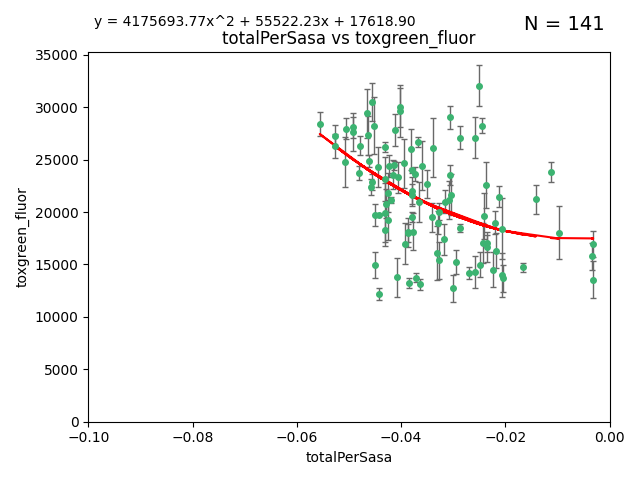 y = 4175693.77x^2 + 55522.23x + 17618.90
N = 141
totalPerSasa vs toxgreen_fluor
35000
30000
25000
20000
15000
10000
5000
0
toxgreen_fluor
−0.10 −0.08 −0.06 −0.04 −0.02 0.00
totalPerSasa